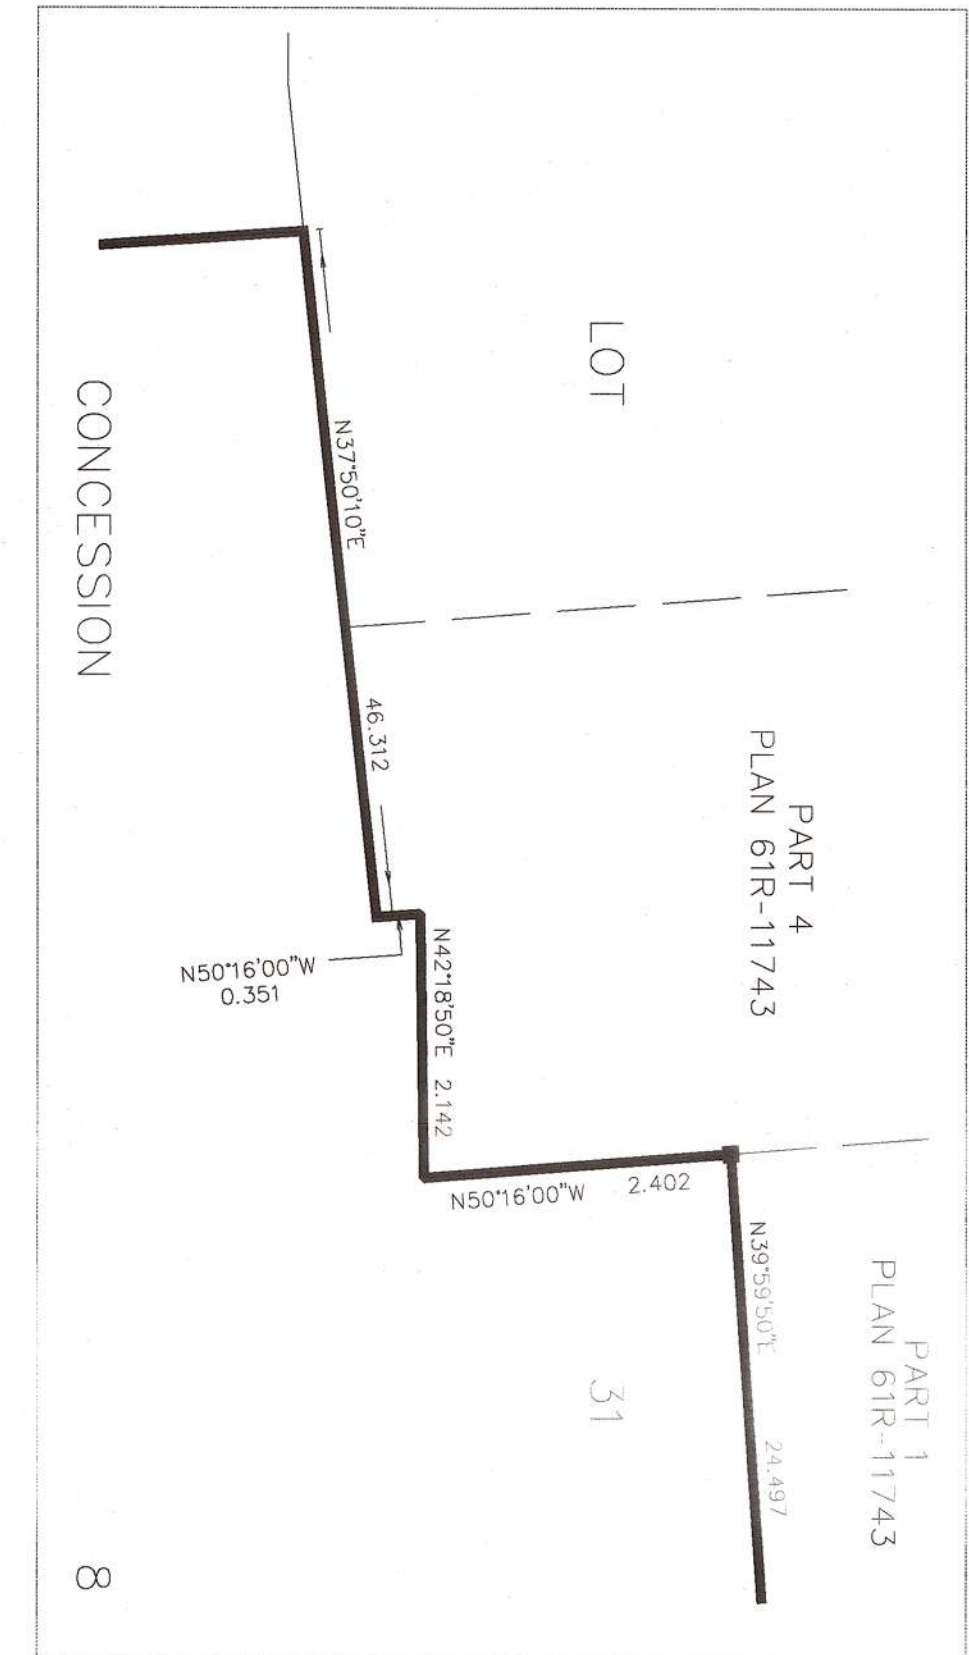 PART 1
PLAN 61R-11743
PART 4
PLAN 61R-11743
N39°59'50"E 24.497
LOT 31
N50°16'00"W 2.402
N42°18'50"E 2.142
N37°50'10"E 46.312
N50°16'00"W
0.351
CONCESSION 8